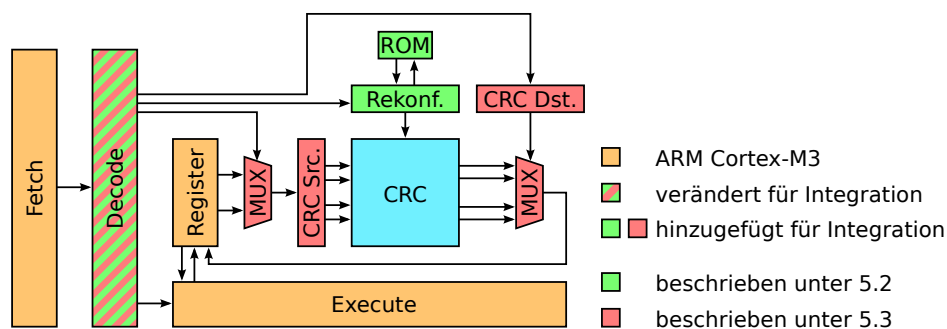 Fetch
Decode
ROM
Rekonf.
CRC Dst.
Register
MUX
CRC Src.
CRC
MUX
Execute
ARM Cortex-M3
verändert für Integration
hinzugefügt für Integration
beschrieben unter 5.2
beschrieben unter 5.3